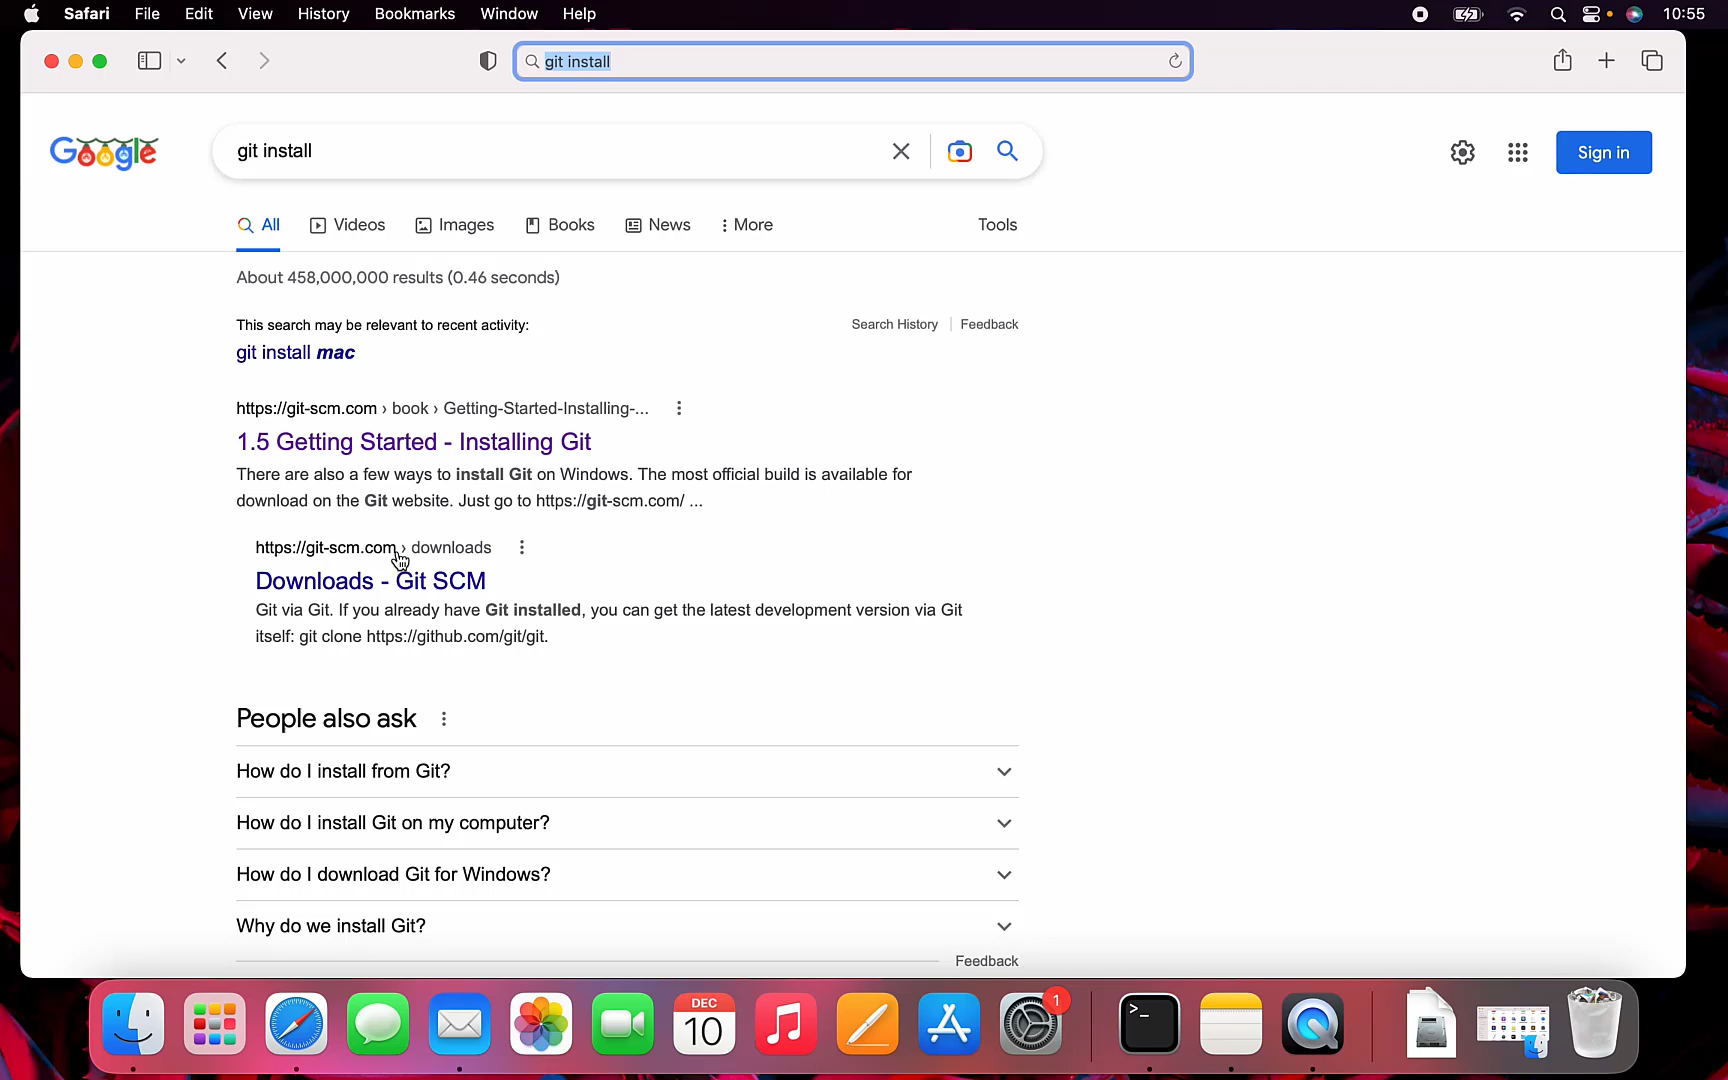 Safari File Edit View History Bookmarks Window Help 10:55
git install
Google
git install
Sign in
All Videos Images Books News More Tools
About 458,000,000 results (0.46 seconds)
This search may be relevant to recent activity: Search History Feedback
git install mac
https://git-scm.com › book › Getting-Started-Installing-...
1.5 Getting Started - Installing Git
There are also a few ways to install Git on Windows. The most official build is available for
download on the Git website. Just go to https://git-scm.com/ ...
https://git-scm.com › downloads
Downloads - Git SCM
Git via Git. If you already have Git installed, you can get the latest development version via Git
itself: git clone https://github.com/git/git.
People also ask
How do I install from Git?
How do I install Git on my computer?
How do I download Git for Windows?
Why do we install Git?
Feedback
DEC
10
1
>_